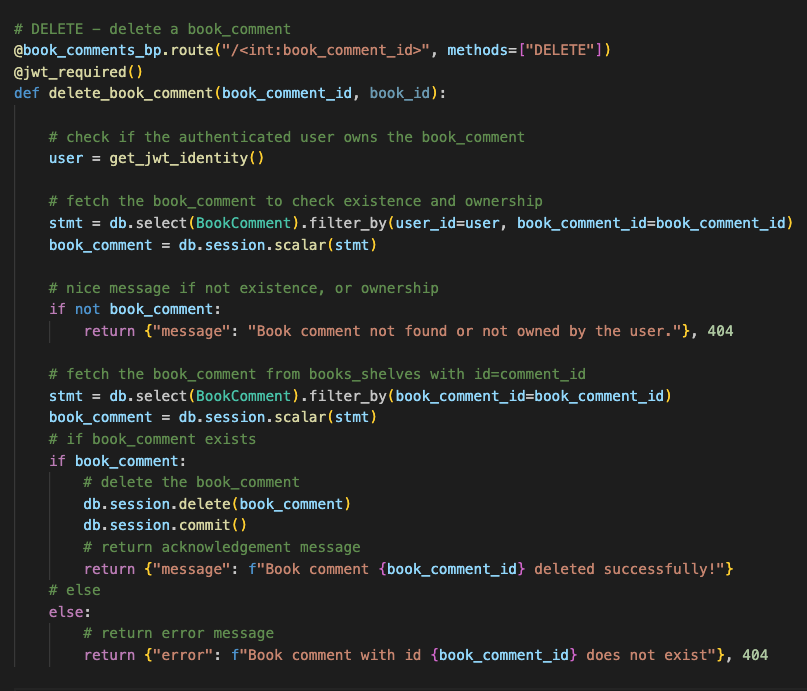 # DELETE – delete a book_comment
@book_comments_bp.route("/<int:book_comment_id>", methods=["DELETE"])
@jwt_required()
def delete_book_comment(book_comment_id, book_id):
# check if the authenticated user owns the book_comment
user = get_jwt_identity()
# fetch the book_comment to check existence and ownership
stmt = db.select(BookComment).filter_by(user_id=user, book_comment_id=book_comment_id)
book_comment = db.session.scalar(stmt)
# nice message if not existence, or ownership
if not book_comment:
return {"message": "Book comment not found or not owned by the user."}, 404
# fetch the book_comment from books_shelves with id=comment_id
stmt = db.select(BookComment).filter_by(book_comment_id=book_comment_id)
book_comment = db.session.scalar(stmt)
# if book_comment exists
if book_comment:
# delete the book_comment
db.session.delete(book_comment)
db.session.commit()
# return acknowledgement message
return {"message": f"Book comment {book_comment_id} deleted successfully!"}
# else
else:
# return error message
return {"error": f"Book comment with id {book_comment_id} does not exist"}, 404